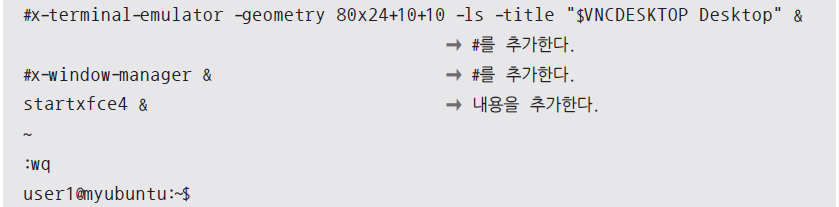 #x-terminal-emulator -geometry 80x24+10+10 -ls -title "$VNCDESKTOP Desktop" &
→ #를 추가한다.
#x-window-manager & → #를 추가한다.
startxfce4 & → 내용을 추가한다.
~
:wq
user1@myubuntu:~$